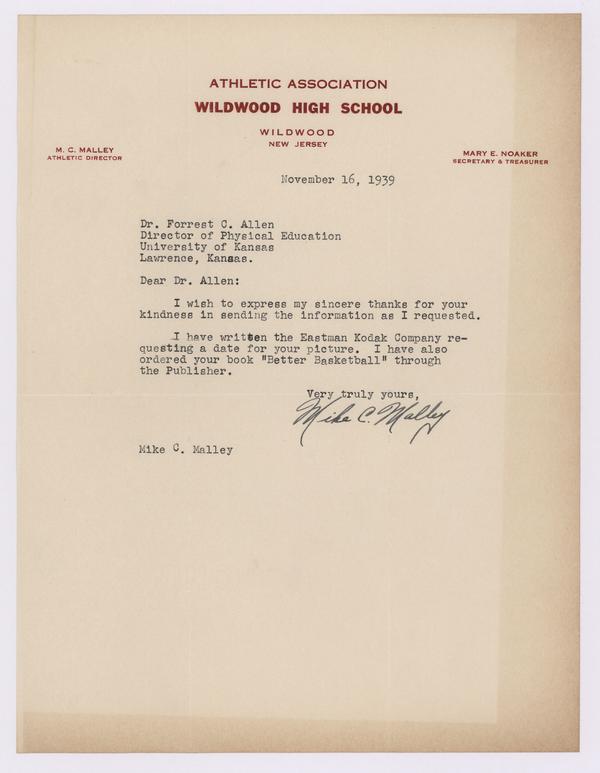 ATHLETIC ASSOCIATION
WILDWOOD HIGH SCHOOL
WILDWOOD
NEW JERSEY
M. C. MALLEY
ATHLETIC DIRECTOR
MARY E. NOAKER
SECRETARY & TREASURER
November 16, 1939
Dr. Forrest C. Allen
Director of Physical Education
University of Kansas
Lawrence, Kansas.
Dear Dr. Allen:
I wish to express my sincere thanks for your
kindness in sending the information as I requested.
I have written the Eastman Kodak Company re-
questing a date for your picture. I have also
ordered your book "Better Basketball" through
the Publisher.
Very truly yours,
Mike C. Malley
Mike C. Malley